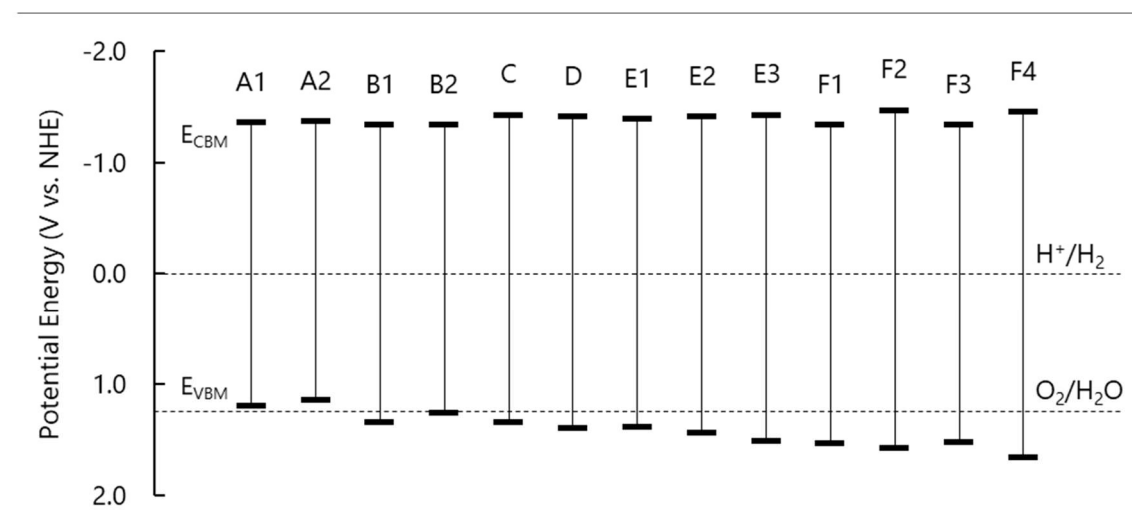 Potential Energy (V vs. NHE)
-2.0
-1.0
0.0
1.0
2.0
A1 A2 B1 B2 C D E1 E2 E3 F1 F2 F3 F4
E_CBM
H⁺/H₂
E_VBM
O₂/H₂O